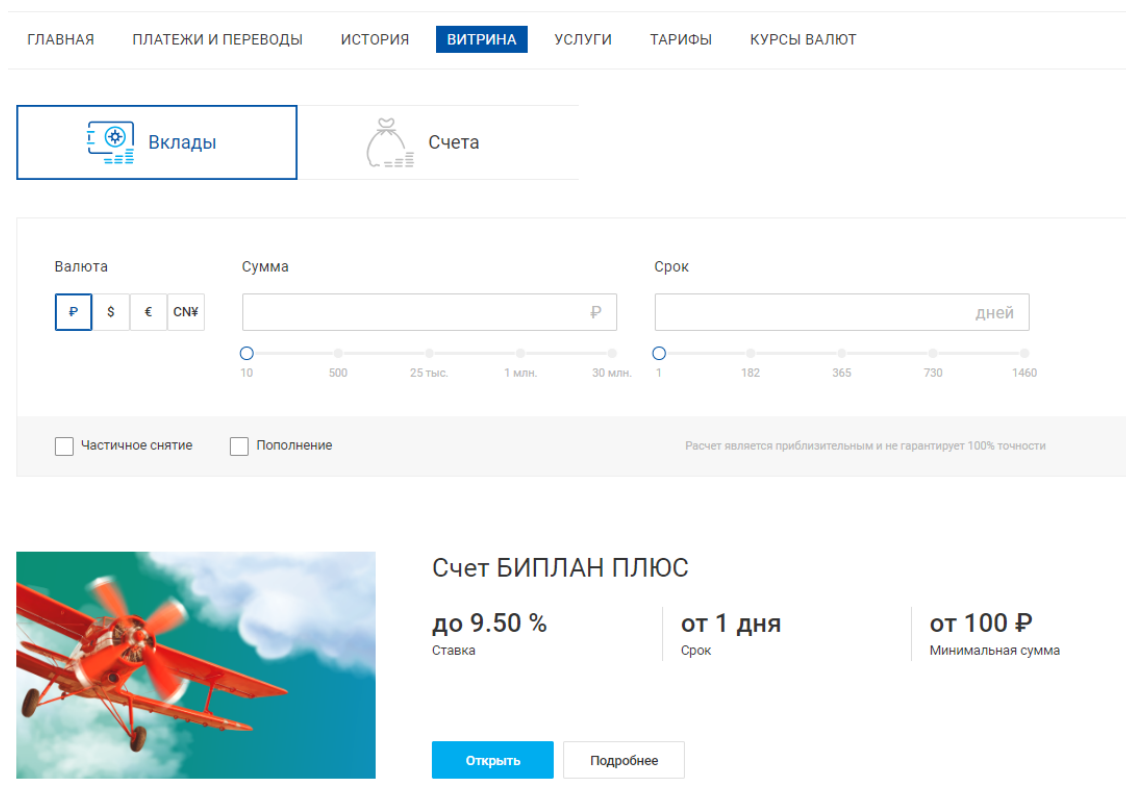 ГЛАВНАЯ ПЛАТЕЖИ И ПЕРЕВОДЫ ИСТОРИЯ ВИТРИНА УСЛУГИ ТАРИФЫ КУРСЫ ВАЛЮТ
Вклады Счета
Валюта Сумма Срок
₽ $ € CN¥ ₽ дней
10 500 25 тыс. 1 млн. 30 млн. 1 182 365 730 1460
Частичное снятие Пополнение Расчет является приблизительным и не гарантирует 100% точности
Счет БИПЛАН ПЛЮС
до 9.50 % от 1 дня от 100 ₽
Ставка Срок Минимальная сумма
Открыть Подробнее